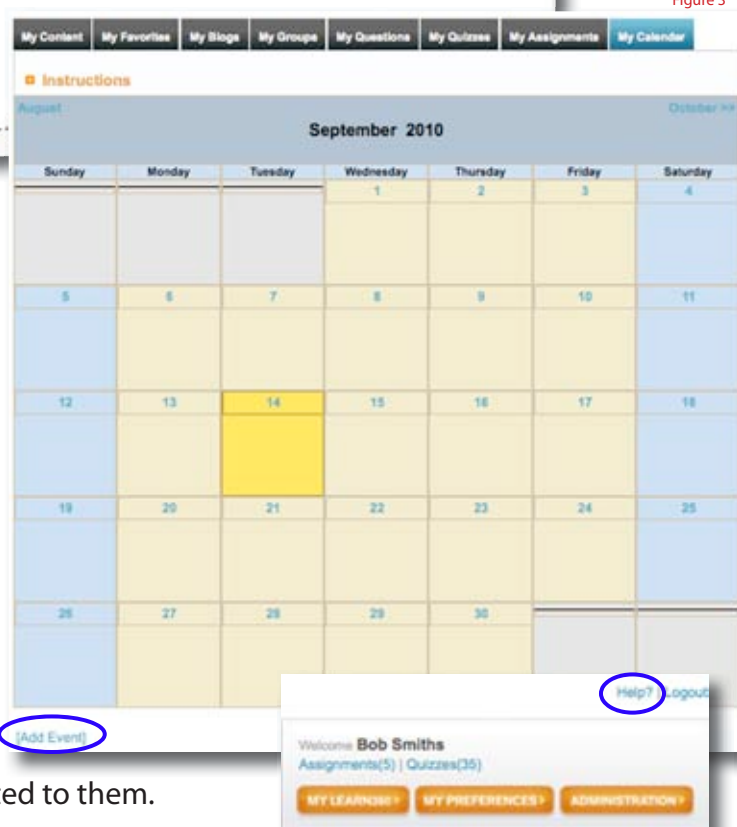 Figure 3
My Content My Favorites My Blogs My Groups My Questions My Quizzes My Assignments My Calendar
Instructions
August October >>
September 2010
Sunday Monday Tuesday Wednesday Thursday Friday Saturday
1 2 3 4
5 6 7 8 9 10 11
12 13 14 15 16 17 18
19 20 21 22 23 24 25
26 27 28 29 30
[Add Event]
Help? | Logout
Welcome Bob Smiths
Assignments(5) | Quizzes(35)
MY LEARN360 > MY PREFERENCES > ADMINISTRATION >
ted to them.